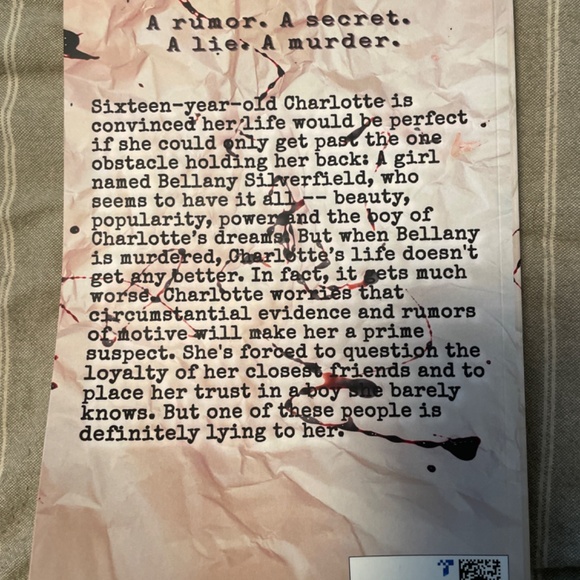 A rumor. A secret.
A lie. A murder.
Sixteen-year-old Charlotte is
convinced her life would be perfect
if she could only get past the one
obstacle holding her back: A girl
named Bellany Silverfield, who
seems to have it all -- beauty,
popularity, power and the boy of
Charlotte's dreams. But when Bellany
is murdered, Charlotte's life doesn't
get any better. In fact, it gets much
worse. Charlotte worries that
circumstantial evidence and rumors
of motive will make her a prime
suspect. She's forced to question the
loyalty of her closest friends and to
place her trust in a boy she barely
knows. But one of these people is
definitely lying to her.